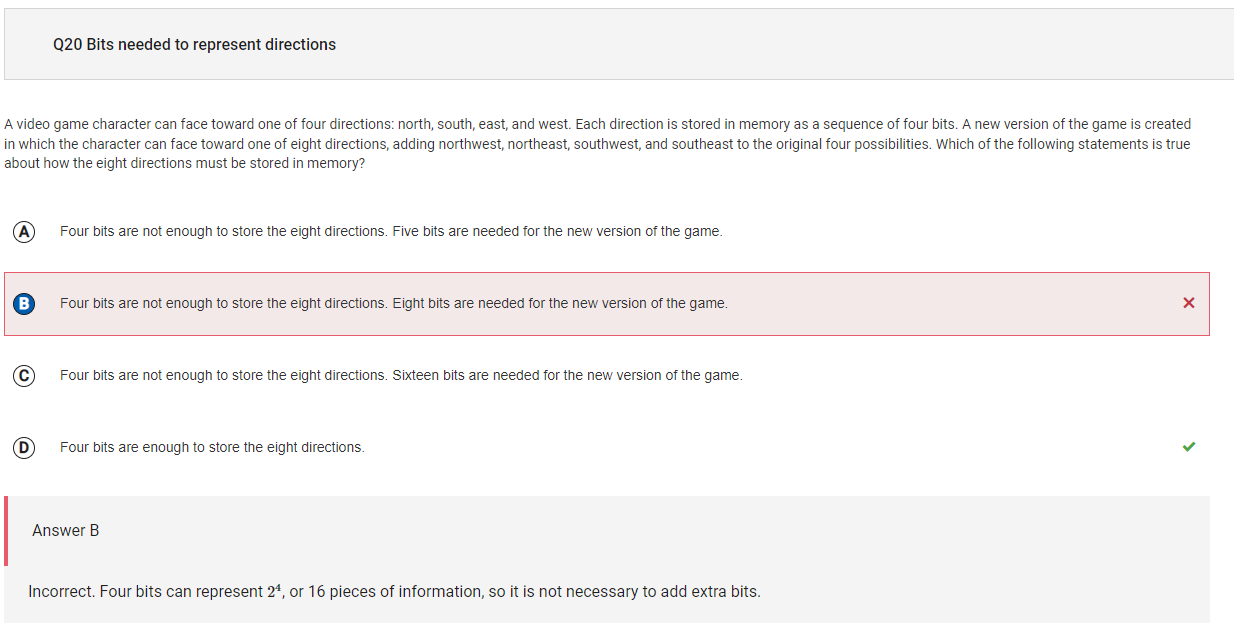 Q20 Bits needed to represent directions
A video game character can face toward one of four directions: north, south, east, and west. Each direction is stored in memory as a sequence of four bits. A new version of the game is created
in which the character can face toward one of eight directions, adding northwest, northeast, southwest, and southeast to the original four possibilities. Which of the following statements is true
about how the eight directions must be stored in memory?
A Four bits are not enough to store the eight directions. Five bits are needed for the new version of the game.
B Four bits are not enough to store the eight directions. Eight bits are needed for the new version of the game.
C Four bits are not enough to store the eight directions. Sixteen bits are needed for the new version of the game.
D Four bits are enough to store the eight directions.
Answer B
Incorrect. Four bits can represent 2⁴, or 16 pieces of information, so it is not necessary to add extra bits.